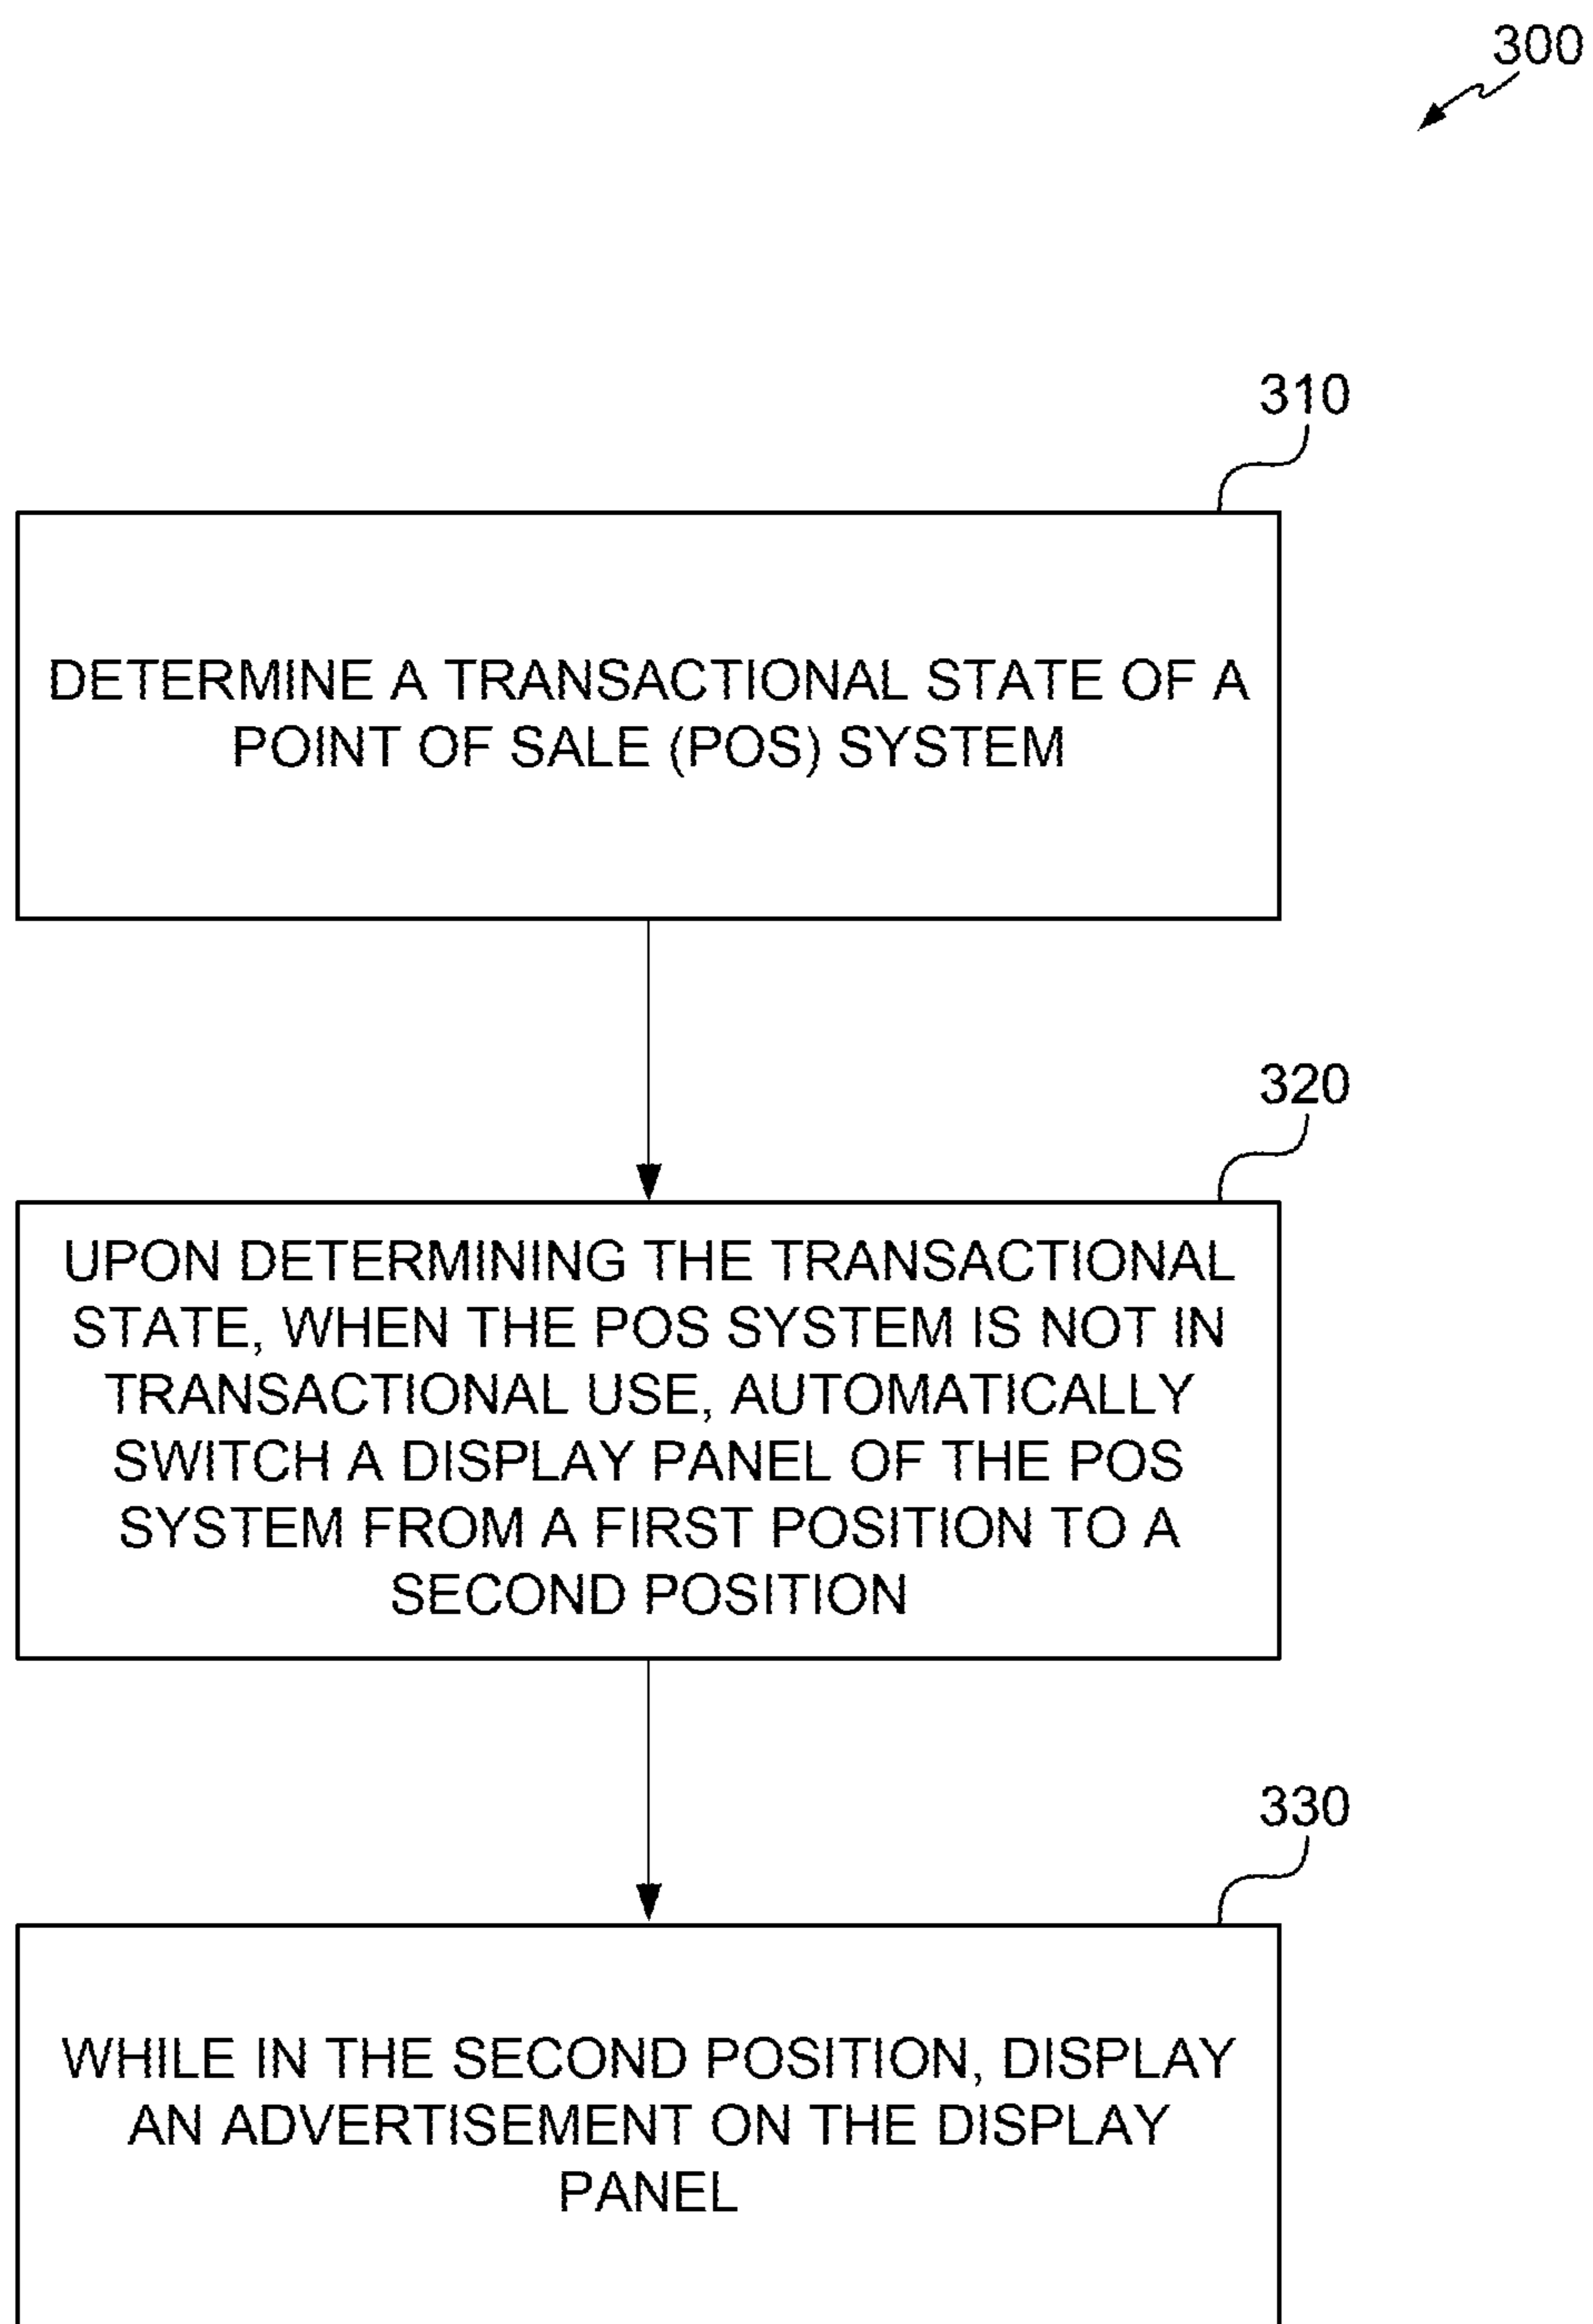 300
310
DETERMINE A TRANSACTIONAL STATE OF A
POINT OF SALE (POS) SYSTEM
320
UPON DETERMINING THE TRANSACTIONAL
STATE, WHEN THE POS SYSTEM IS NOT IN
TRANSACTIONAL USE, AUTOMATICALLY
SWITCH A DISPLAY PANEL OF THE POS
SYSTEM FROM A FIRST POSITION TO A
SECOND POSITION
330
WHILE IN THE SECOND POSITION, DISPLAY
AN ADVERTISEMENT ON THE DISPLAY
PANEL